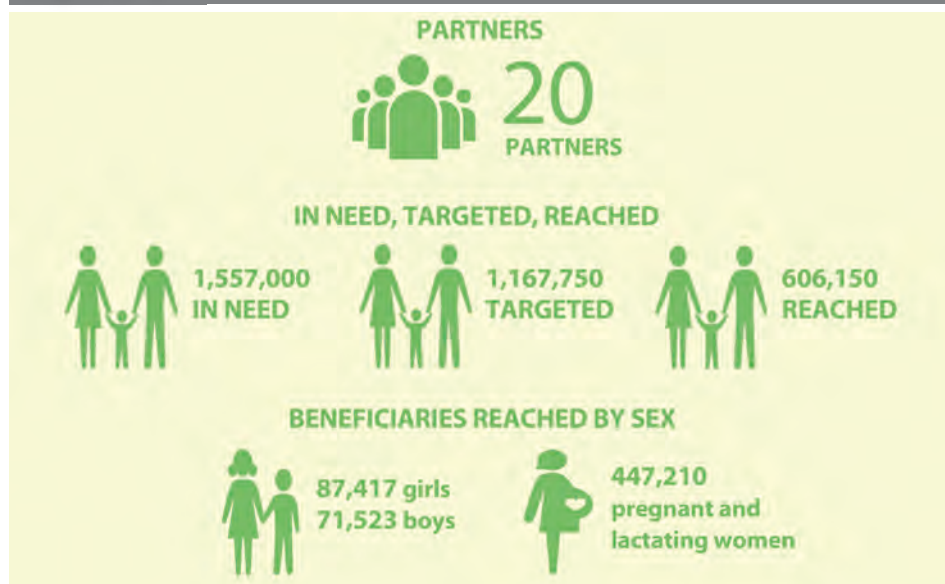 PARTNERS
20
PARTNERS
IN NEED, TARGETED, REACHED
1,557,000
IN NEED
1,167,750
TARGETED
606,150
REACHED
BENEFICIARIES REACHED BY SEX
87,417 girls
71,523 boys
447,210
pregnant and
lactating women